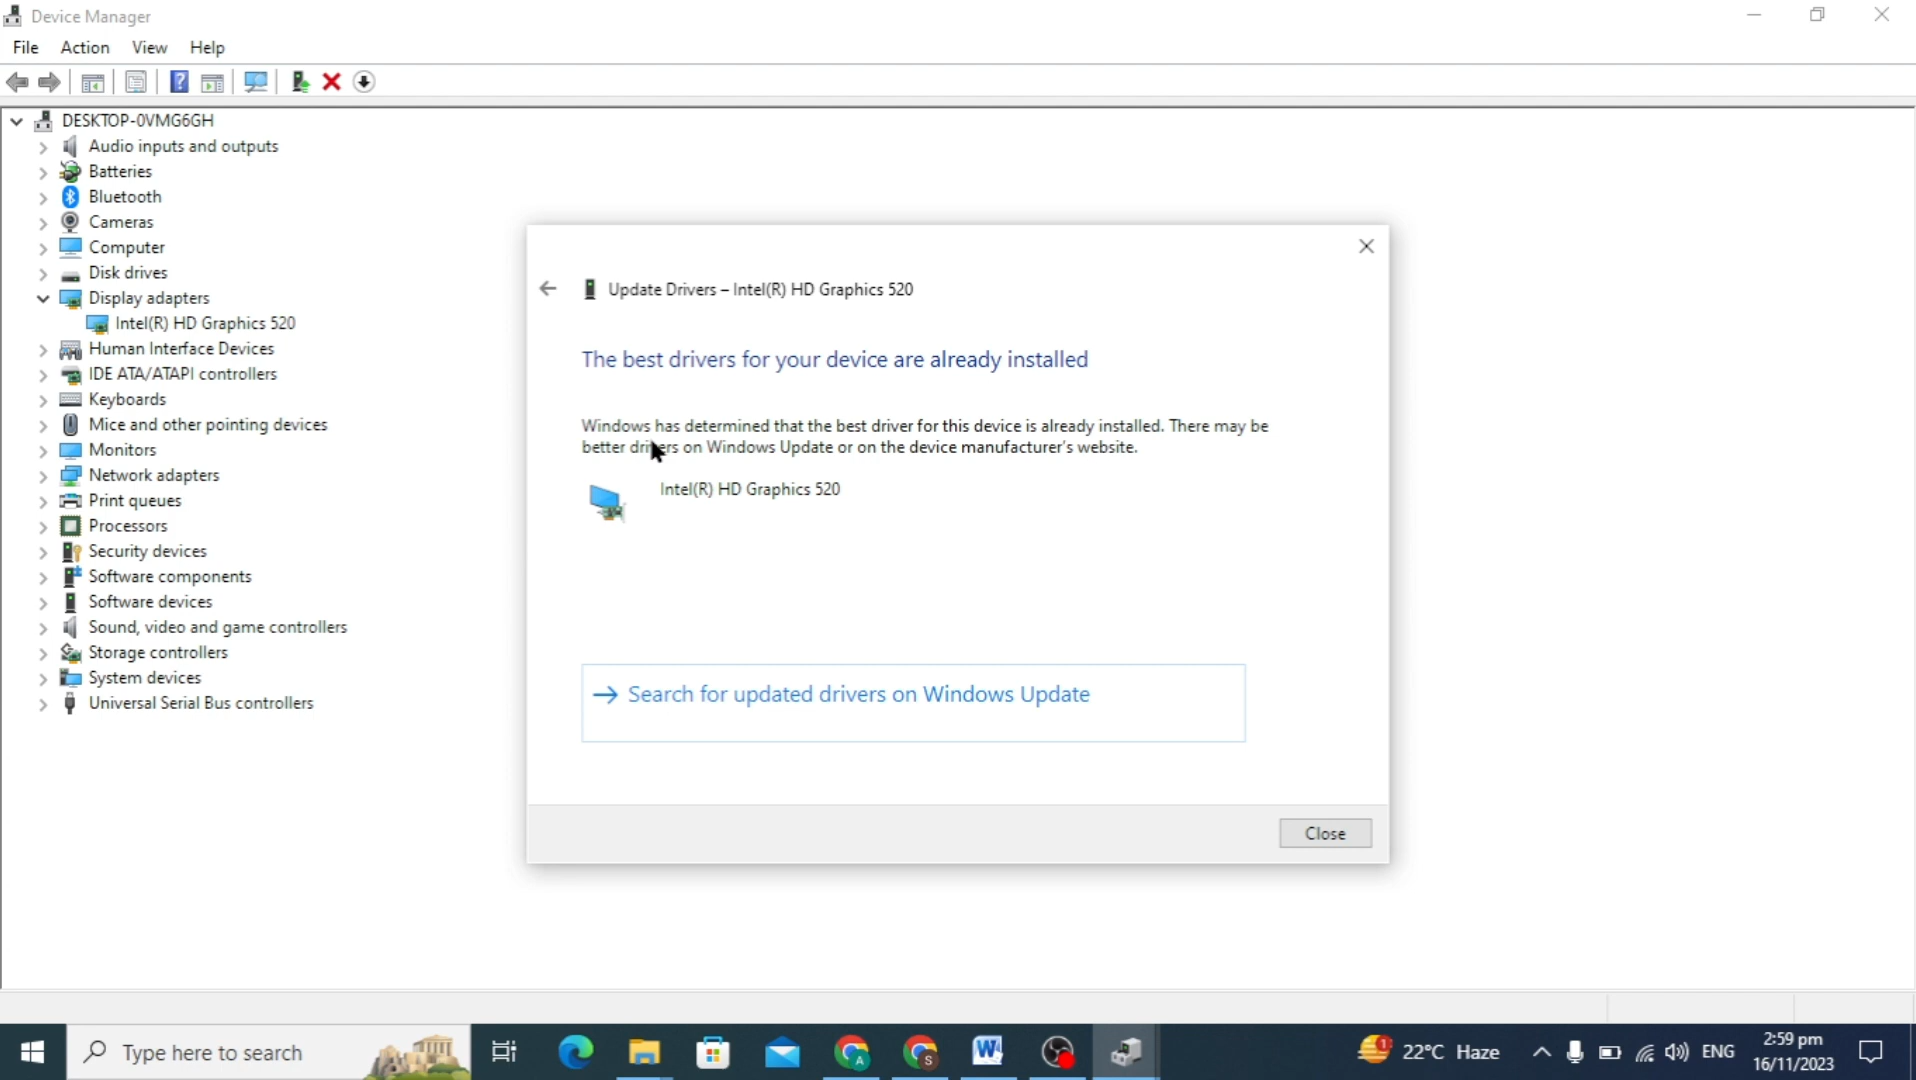 Device Manager
File Action View Help
DESKTOP-0VMG6GH
Audio inputs and outputs
Batteries
Bluetooth
Cameras
Computer
Disk drives
Display adapters
Intel(R) HD Graphics 520
Human Interface Devices
IDE ATA/ATAPI controllers
Keyboards
Mice and other pointing devices
Monitors
Network adapters
Print queues
Processors
Security devices
Software components
Software devices
Sound, video and game controllers
Storage controllers
System devices
Universal Serial Bus controllers
Update Drivers – Intel(R) HD Graphics 520
The best drivers for your device are already installed
Windows has determined that the best driver for this device is already installed. There may be
better drivers on Windows Update or on the device manufacturer's website.
Intel(R) HD Graphics 520
Search for updated drivers on Windows Update
Close
Type here to search
22°C Haze
ENG
2:59 pm
16/11/2023